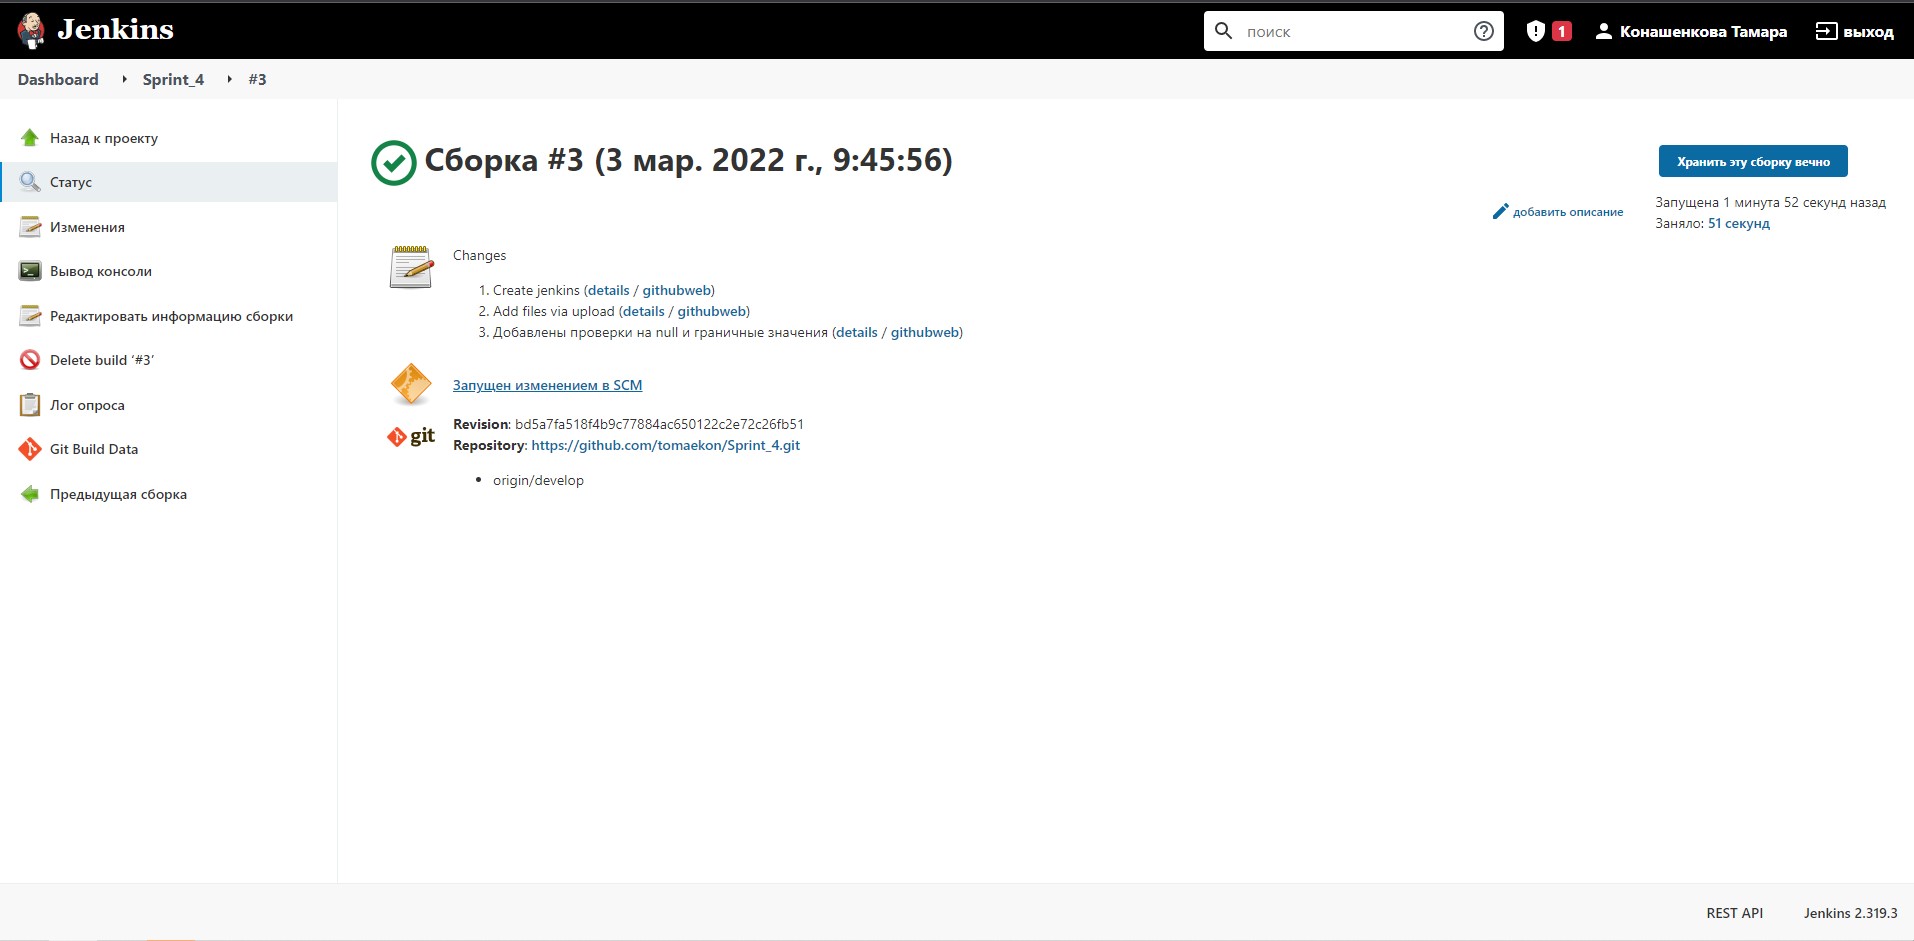 Jenkins
поиск
1
Конашенкова Тамара
выход
Dashboard
Sprint_4
#3
Назад к проекту
Статус
Изменения
Вывод консоли
Редактировать информацию сборки
Delete build ‘#3’
Лог опроса
Git Build Data
Предыдущая сборка
Сборка #3 (3 мар. 2022 г., 9:45:56)
Хранить эту сборку вечно
добавить описание
Запущена 1 минута 52 секунд назад
Заняло: 51 секунд
Changes
1. Create jenkins (details / githubweb)
2. Add files via upload (details / githubweb)
3. Добавлены проверки на null и граничные значения (details / githubweb)
Запущен изменением в SCM
git
Revision: bd5a7fa518f4b9c77884ac650122c2e72c26fb51
Repository: https://github.com/tomaekon/Sprint_4.git
• origin/develop
REST API
Jenkins 2.319.3